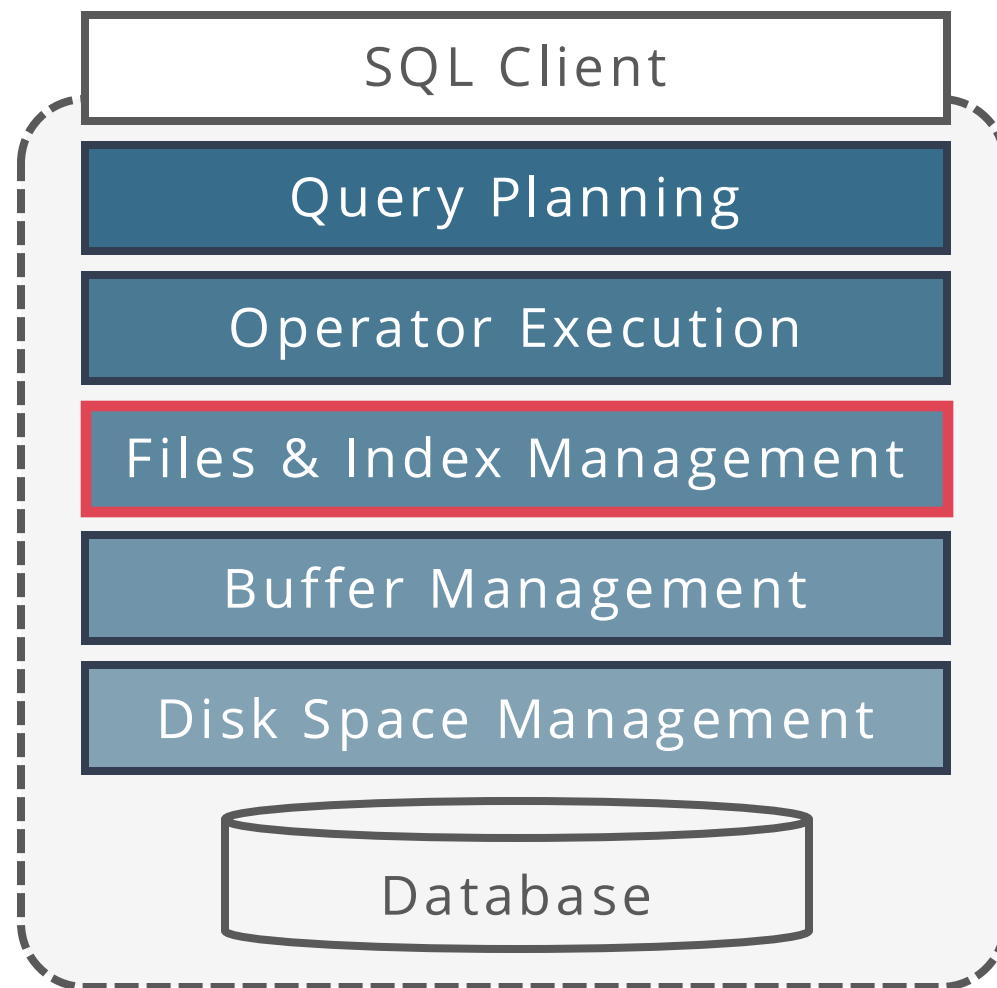 SQL Client
Query Planning
Operator Execution
Files & Index Management
Buffer Management
Disk Space Management
Database